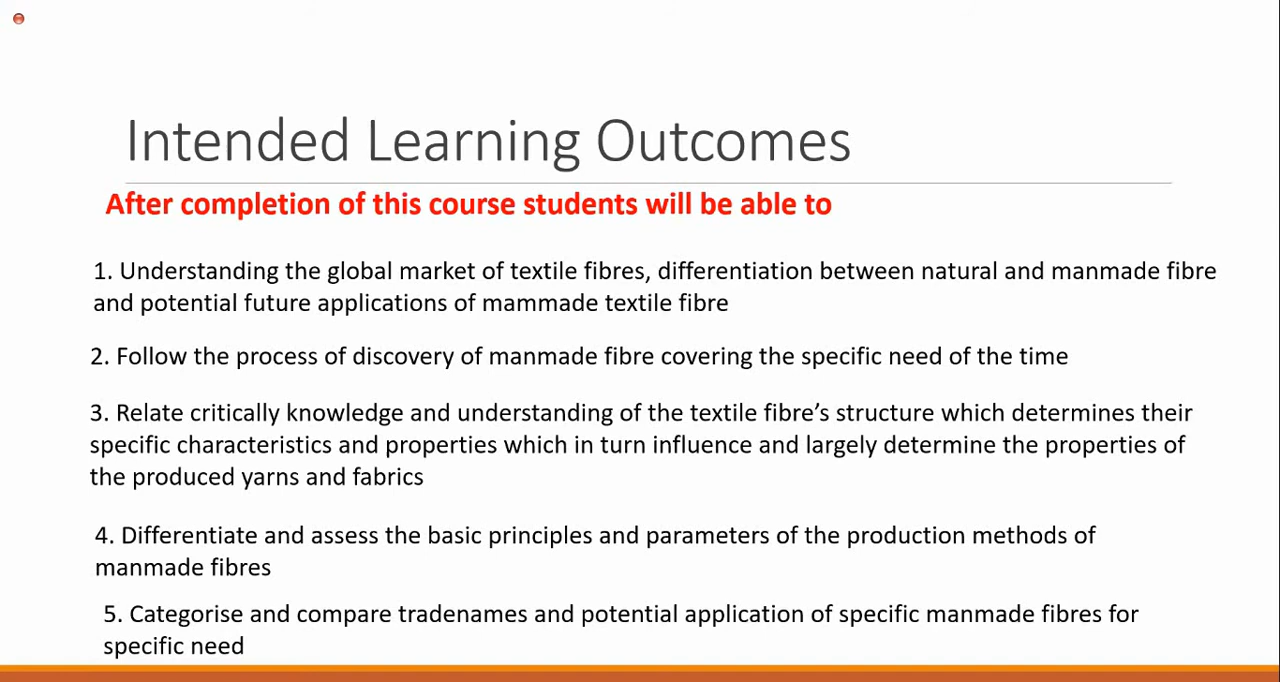 Intended Learning Outcomes
After completion of this course students will be able to
1. Understanding the global market of textile fibres, differentiation between natural and manmade fibre
and potential future applications of mammade textile fibre
2. Follow the process of discovery of manmade fibre covering the specific need of the time
3. Relate critically knowledge and understanding of the textile fibre’s structure which determines their
specific characteristics and properties which in turn influence and largely determine the properties of
the produced yarns and fabrics
4. Differentiate and assess the basic principles and parameters of the production methods of
manmade fibres
5. Categorise and compare tradenames and potential application of specific manmade fibres for
specific need